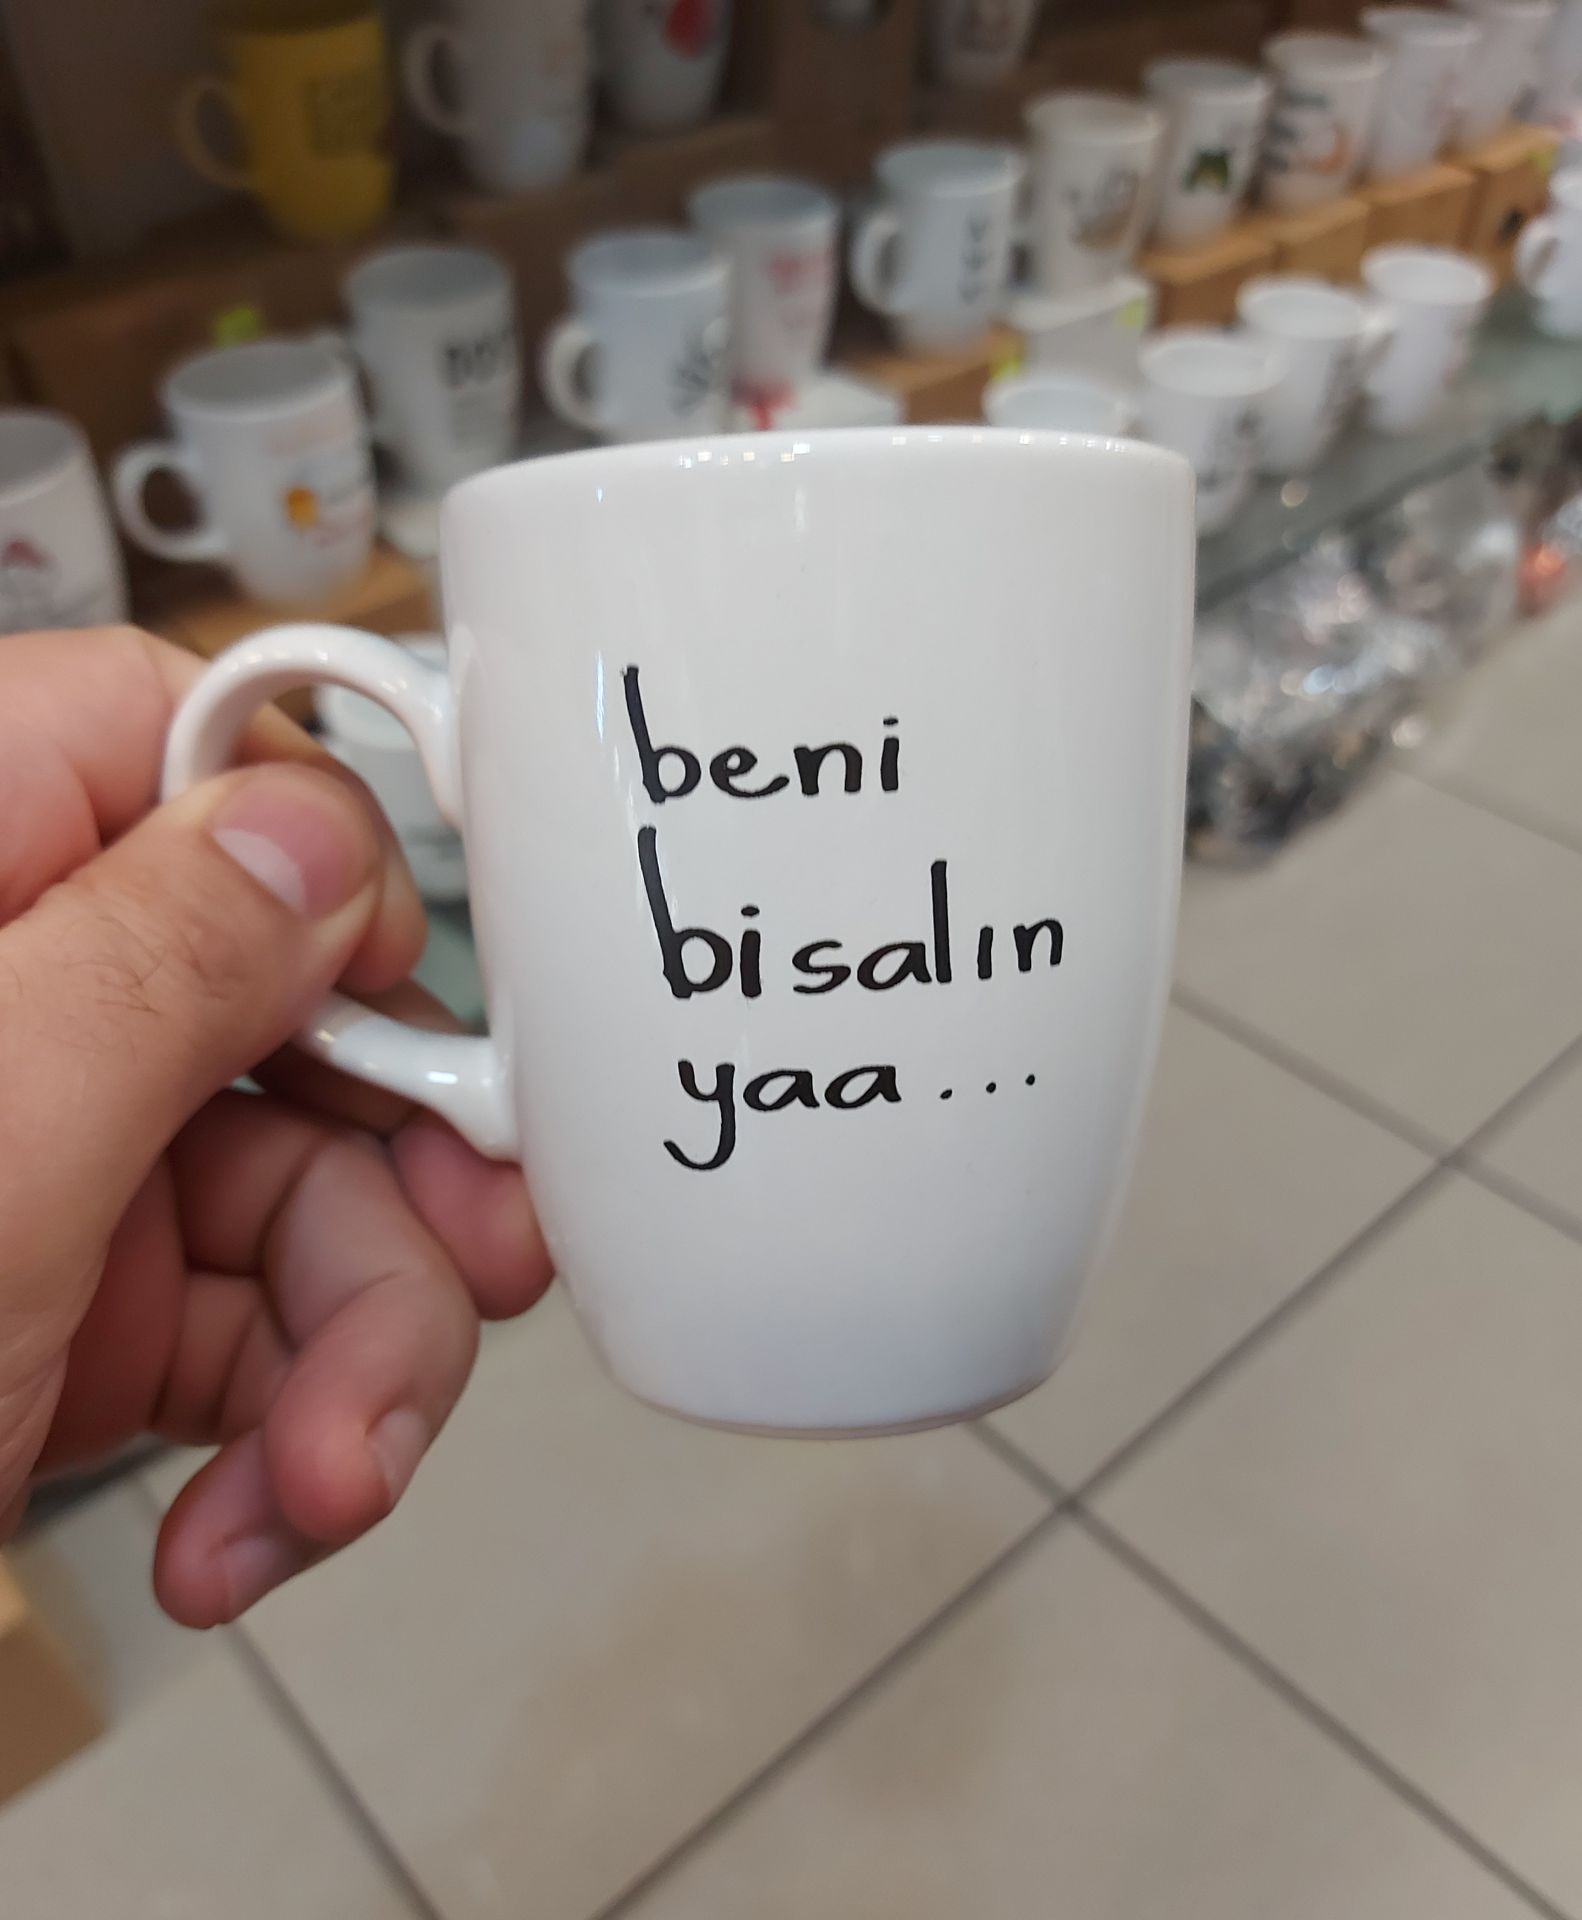 beni
bi salın
yaa...